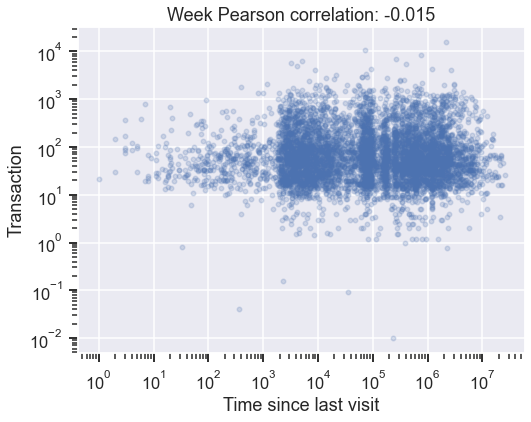 Week Pearson correlation: -0.015
Transaction
10⁴
10³
10²
10¹
10⁰
10⁻¹
10⁻²
10⁰ 10¹ 10² 10³ 10⁴ 10⁵ 10⁶ 10⁷
Time since last visit